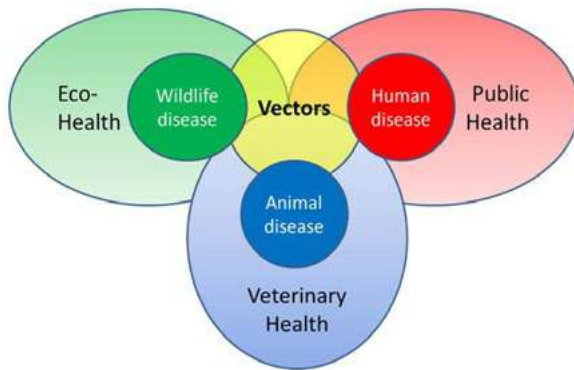 Eco-
Health
Wildlife
disease
Vectors
Human
disease
Public
Health
Animal
disease
Veterinary
Health